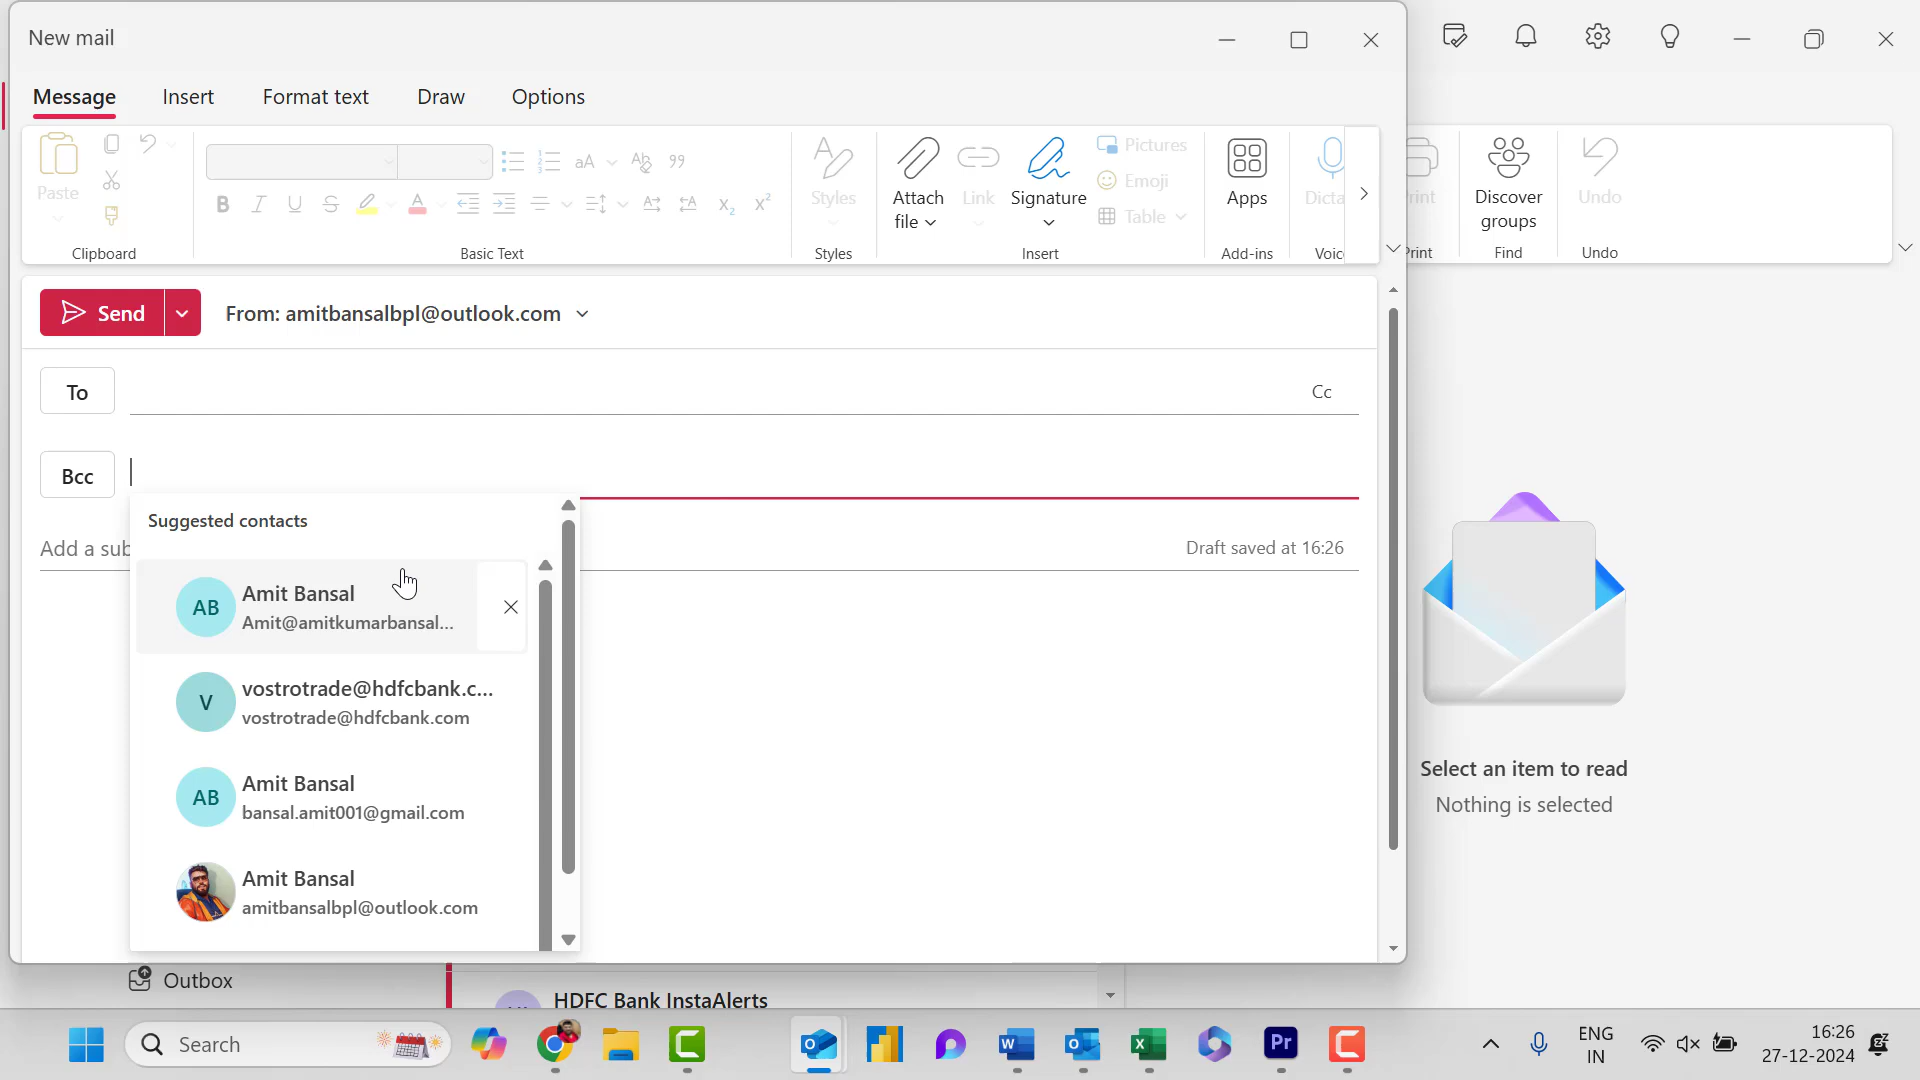 New mail
Message Insert Format text Draw Options
Paste
Clipboard
aA
B I U S A x₂ x²
Basic Text
Styles
Styles
Attach file
Link
Signature
Pictures
Emoji
Table
Insert
Apps
Add-ins
Dicta
Voic
rint
Print
Discover groups
Find
Undo
Undo
Send
From: amitbansalbpl@outlook.com
To
Cc
Bcc
Suggested contacts
Add a sub
Draft saved at 16:26
AB
Amit Bansal
Amit@amitkumarbansal...
V
vostrotrade@hdfcbank.c...
vostrotrade@hdfcbank.com
AB
Amit Bansal
bansal.amit001@gmail.com
Amit Bansal
amitbansalbpl@outlook.com
Select an item to read
Nothing is selected
Outbox
HDFC Bank InstaAlerts
Search
Pr
ENG
IN
16:26
27-12-2024